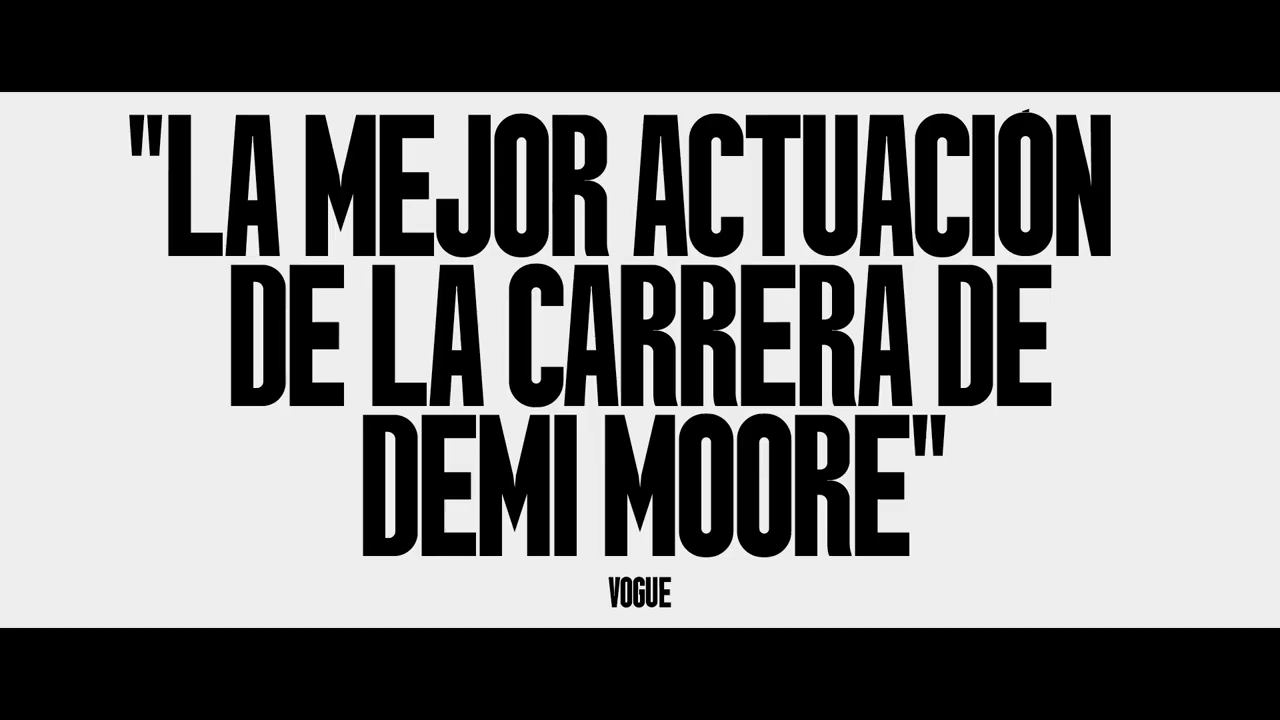 "LA MEJOR ACTUACIÓN
DE LA CARRERA DE
DEMI MOORE"
VOGUE